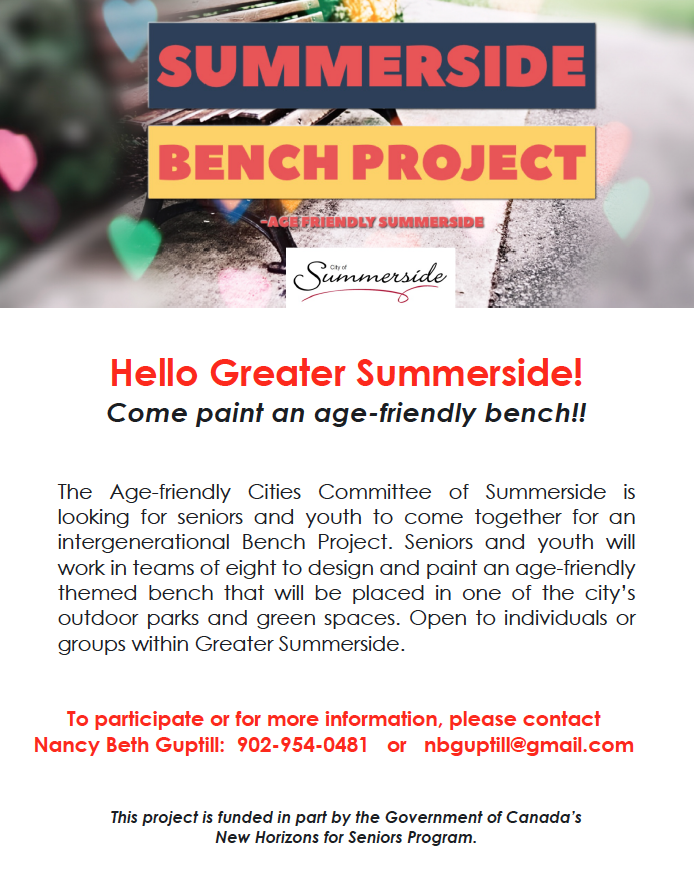 SUMMERSIDE
BENCH PROJECT
-AGE FRIENDLY SUMMERSIDE
City of
Summerside
Hello Greater Summerside!
Come paint an age-friendly bench!!
The Age-friendly Cities Committee of Summerside is
looking for seniors and youth to come together for an
intergenerational Bench Project. Seniors and youth will
work in teams of eight to design and paint an age-friendly
themed bench that will be placed in one of the city’s
outdoor parks and green spaces. Open to individuals or
groups within Greater Summerside.
To participate or for more information, please contact
Nancy Beth Guptill: 902-954-0481 or nbguptill@gmail.com
This project is funded in part by the Government of Canada’s
New Horizons for Seniors Program.